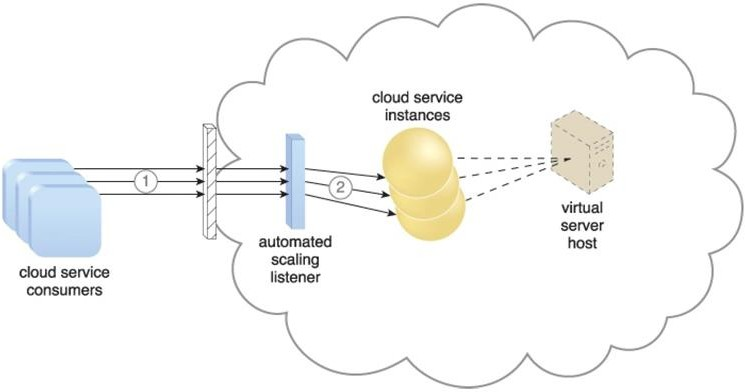 cloud service
instances
1
2
virtual
server
host
automated
scaling
listener
cloud service
consumers